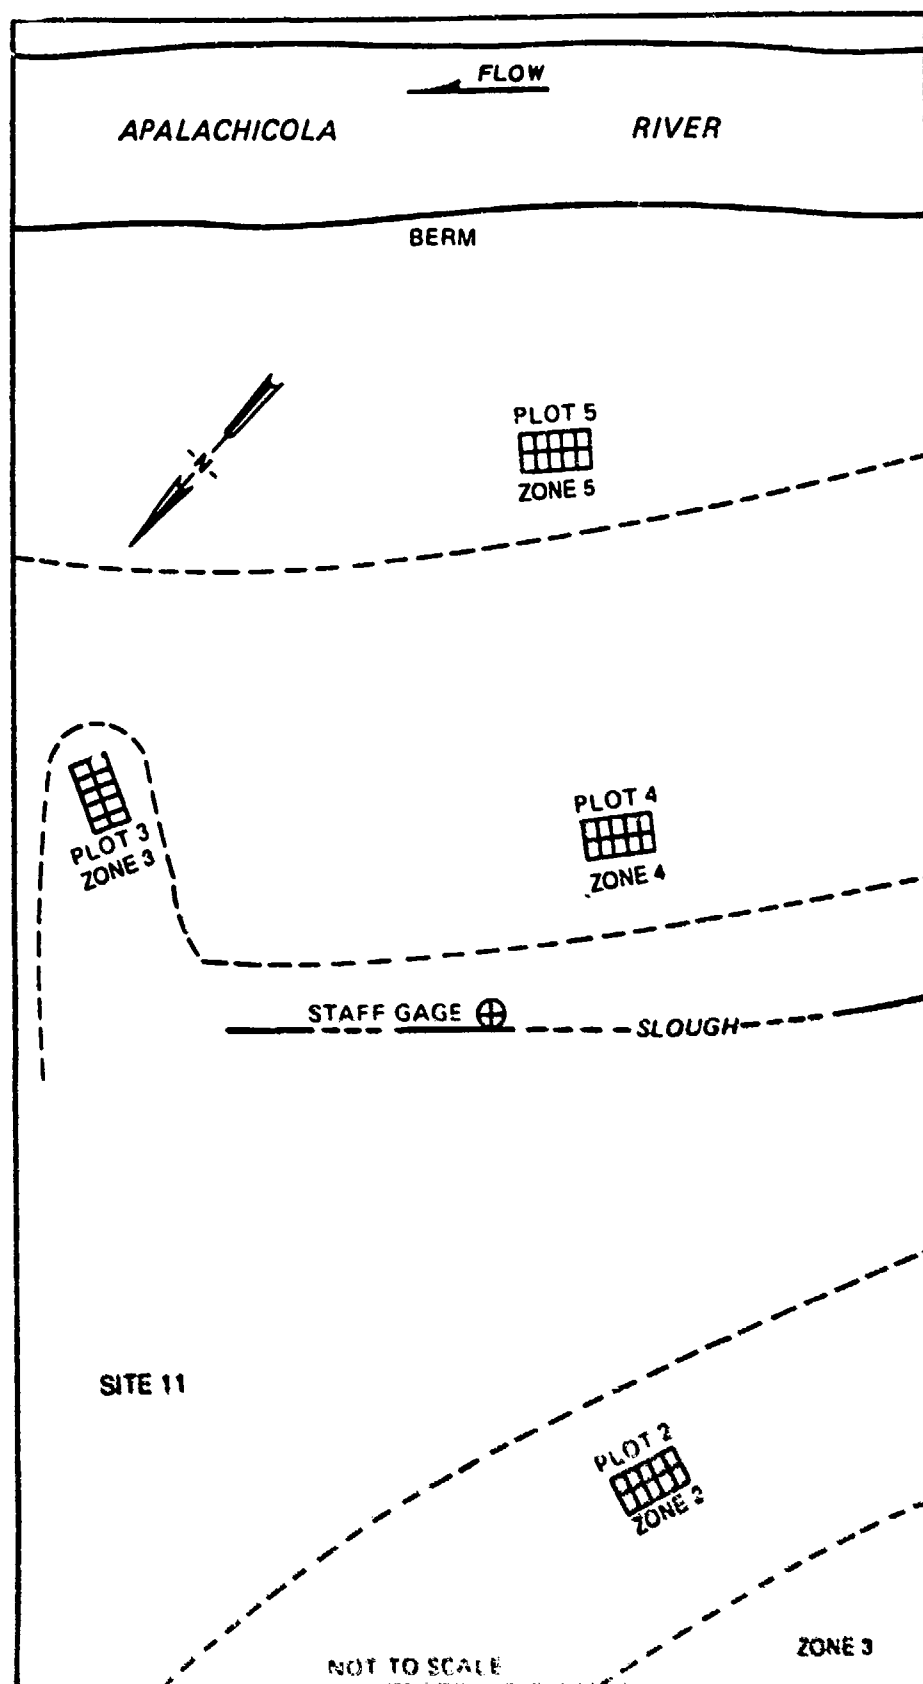 FLOW
APALACHICOLA RIVER
BERM
N
PLOT 5
ZONE 5
PLOT 3
ZONE 3
PLOT 4
ZONE 4
STAFF GAGE
SLOUGH
SITE 11
PLOT 2
ZONE 2
ZONE 3
NOT TO SCALE